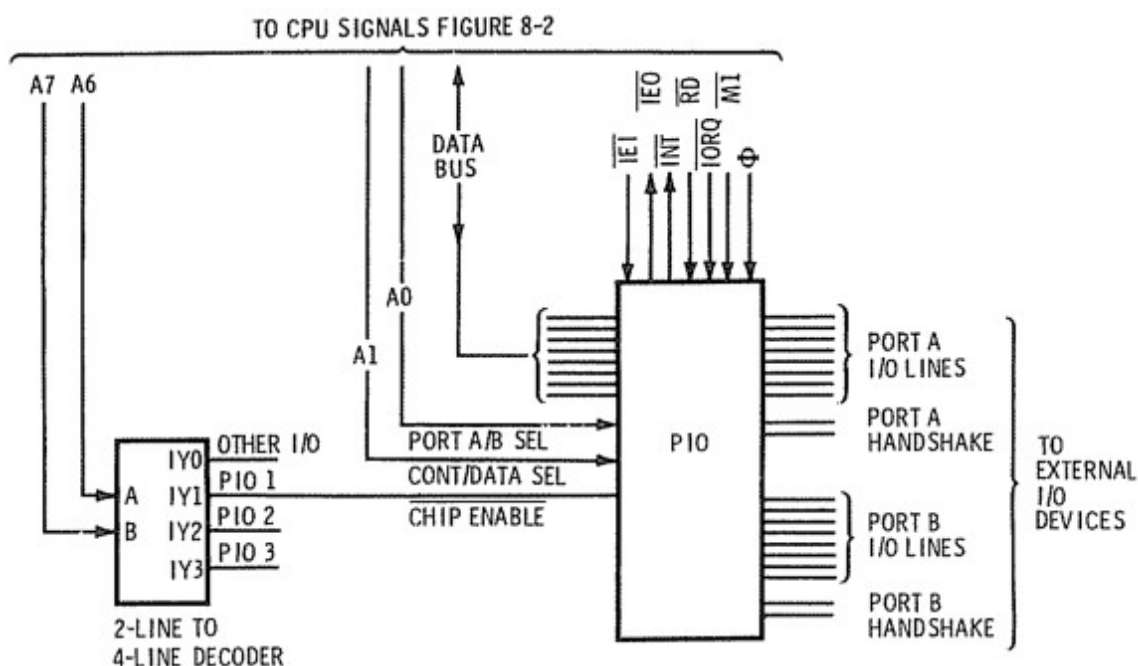 TO CPU SIGNALS FIGURE 8-2
A7 A6
IEI
IEO
INT
RD
IORQ
M1
Φ
DATA
BUS
A0
A1
PORT A
I/O LINES
PORT A
HANDSHAKE
PIO
TO
EXTERNAL
I/O
DEVICES
PORT B
I/O LINES
PORT B
HANDSHAKE
PORT A/B SEL
CONT/DATA SEL
CHIP ENABLE
OTHER I/O
PIO 1
PIO 2
PIO 3
A
B
IY0
IY1
IY2
IY3
2-LINE TO
4-LINE DECODER